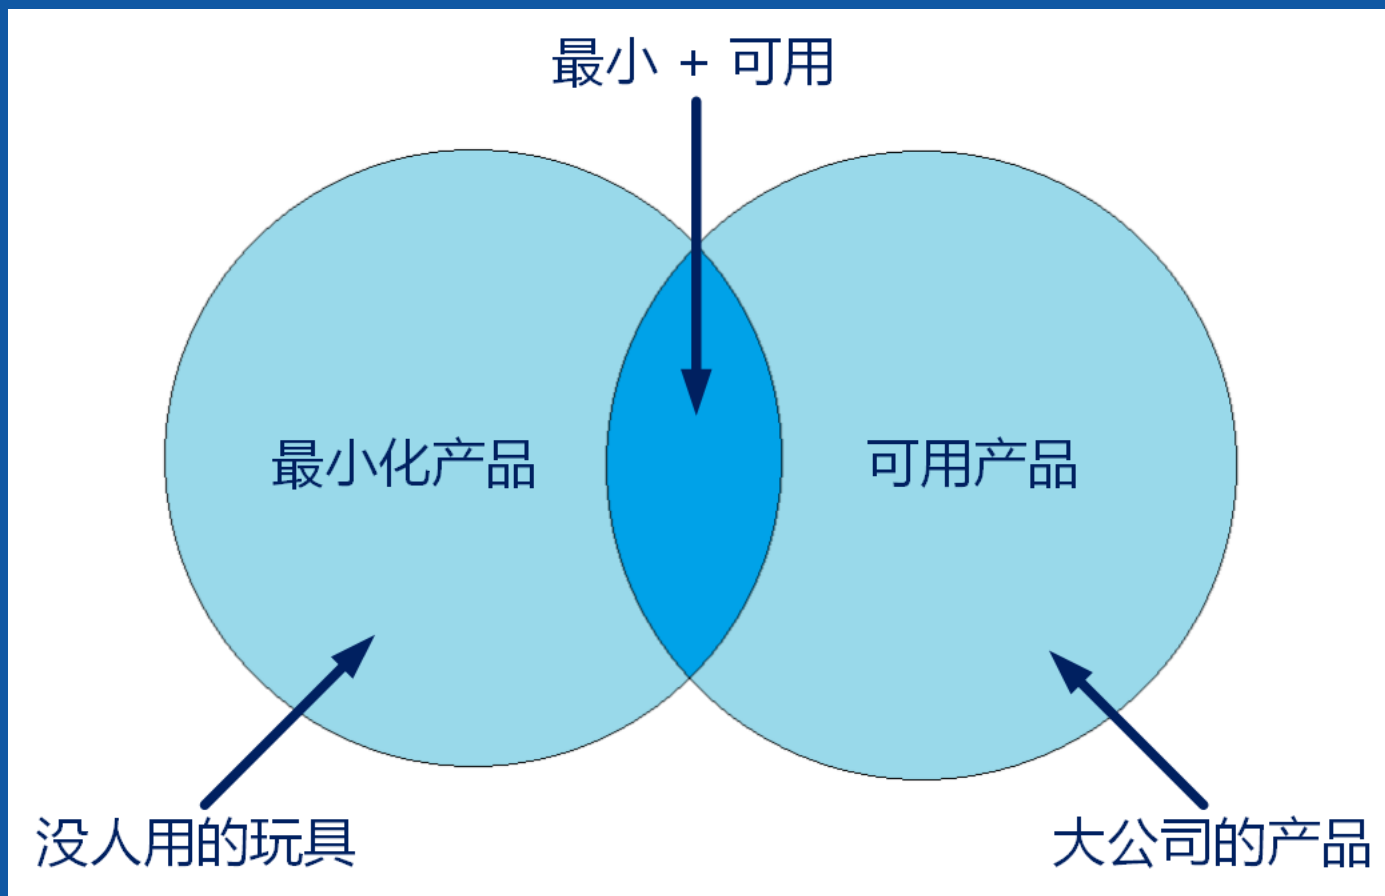 最小 + 可用
最小化产品
可用产品
没人用的玩具
大公司的产品